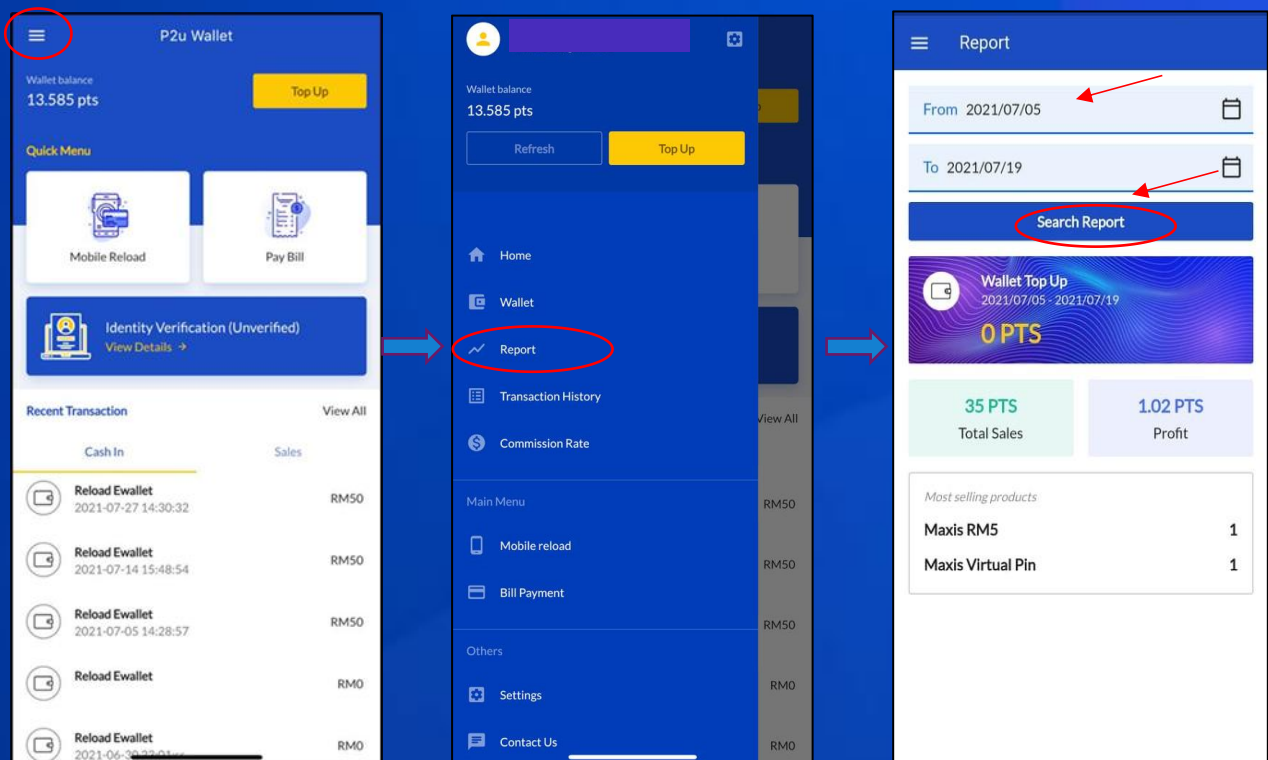 P2u Wallet
Wallet balance
13.585 pts
Top Up
Quick Menu
Mobile Reload
Pay Bill
Identity Verification (Unverified)
View Details →
Recent Transaction
View All
Cash In
Sales
Reload Ewallet
RM50
2021-07-27 14:30:32
Reload Ewallet
RM50
2021-07-14 15:48:54
Reload Ewallet
RM50
2021-07-05 14:28:57
Reload Ewallet
RM0
Reload Ewallet
RM0
2021-06-30
Wallet balance
13.585 pts
Refresh
Top Up
Home
Wallet
Report
Transaction History
Commission Rate
Main Menu
Mobile reload
Bill Payment
Others
Settings
Contact Us
View All
RM50
RM50
RM50
RM0
RM0
Report
From 2021/07/05
To 2021/07/19
Search Report
Wallet Top Up
2021/07/05 - 2021/07/19
0 PTS
35 PTS
Total Sales
1.02 PTS
Profit
Most selling products
Maxis RM5 1
Maxis Virtual Pin 1